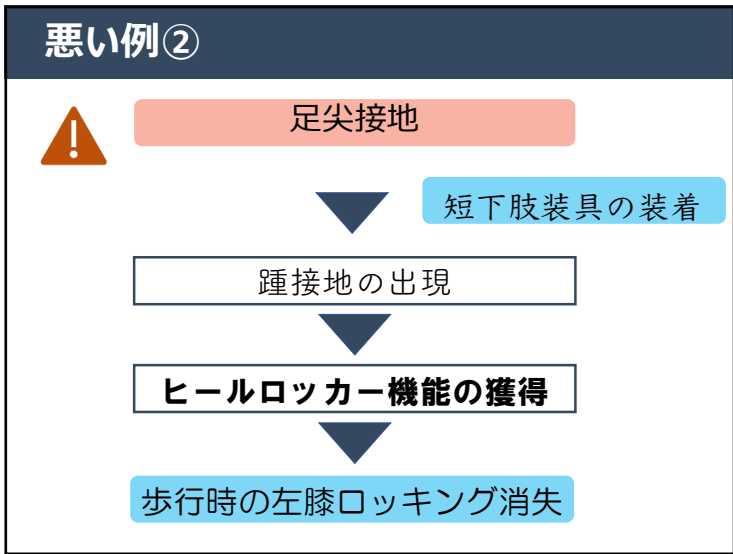 悪い例②
足尖接地
短下肢装具の装着
踵接地の出現
ヒールロッカー機能の獲得
歩行時の左膝ロッキング消失